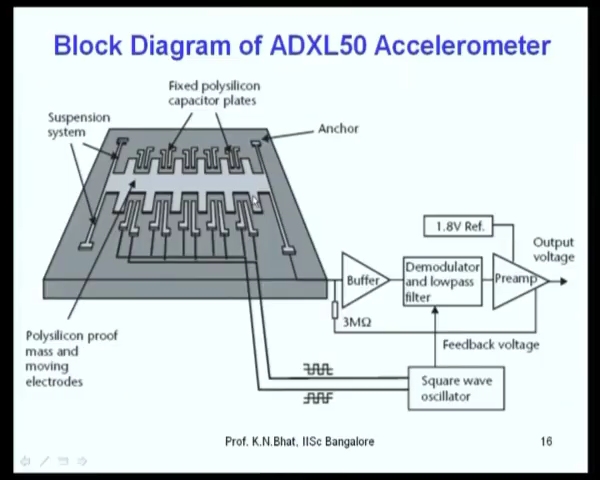 Block Diagram of ADXL50 Accelerometer
Fixed polysilicon
capacitor plates
Suspension
system
Anchor
1.8V Ref.
Output
voltage
Buffer
Demodulator
and lowpass
filter
Preamp
3MΩ
Feedback voltage
Polysilicon proof
mass and
moving
electrodes
Square wave
oscillator
Prof. K.N.Bhat, IISc Bangalore
16